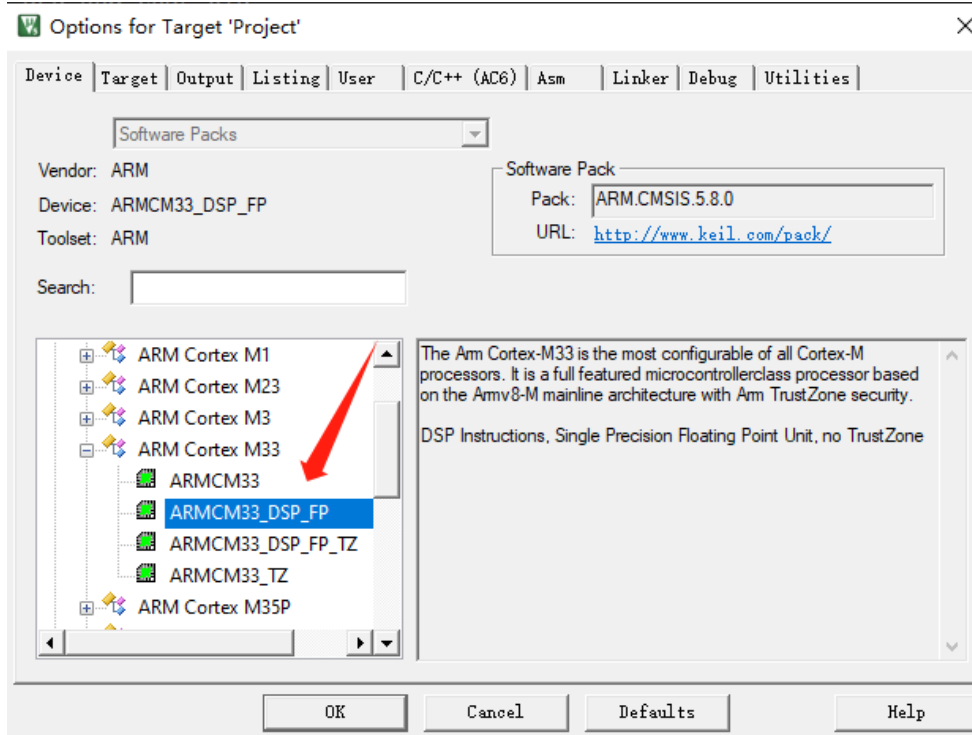 Options for Target 'Project'
Device Target Output Listing User C/C++ (AC6) Asm Linker Debug Utilities
Software Packs
Vendor: ARM
Device: ARMCM33_DSP_FP
Toolset: ARM
Search:
Software Pack
Pack: ARM.CMSIS.5.8.0
URL: http://www.keil.com/pack/
ARM Cortex M1
ARM Cortex M23
ARM Cortex M3
ARM Cortex M33
ARMCM33
ARMCM33_DSP_FP
ARMCM33_DSP_FP_TZ
ARMCM33_TZ
ARM Cortex M35P
The Arm Cortex-M33 is the most configurable of all Cortex-M
processors. It is a full featured microcontrollerclass processor based
on the Armv8-M mainline architecture with Arm TrustZone security.
DSP Instructions, Single Precision Floating Point Unit, no TrustZone
OK Cancel Defaults Help